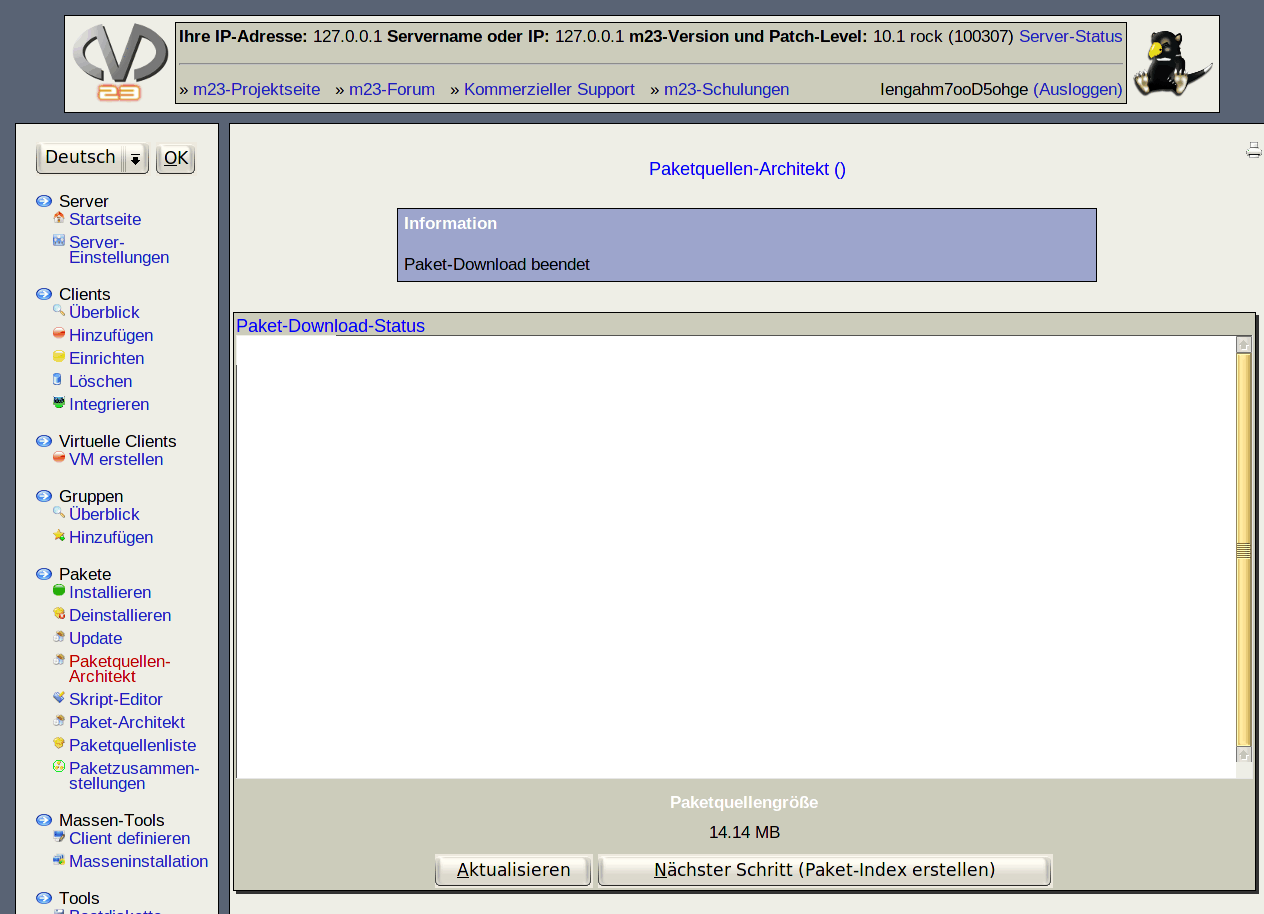 23
Ihre IP-Adresse: 127.0.0.1 Servername oder IP: 127.0.0.1 m23-Version und Patch-Level: 10.1 rock (100307) Server-Status
» m23-Projektseite » m23-Forum » Kommerzieller Support » m23-Schulungen Iengahm7ooD5ohge (Ausloggen)
Deutsch OK
Server
Startseite
Server-
Einstellungen
Clients
Überblick
Hinzufügen
Einrichten
Löschen
Integrieren
Virtuelle Clients
VM erstellen
Gruppen
Überblick
Hinzufügen
Pakete
Installieren
Deinstallieren
Update
Paketquellen-
Architekt
Skript-Editor
Paket-Architekt
Paketquellenliste
Paketzusammen-
stellungen
Massen-Tools
Client definieren
Masseninstallation
Tools
Bootdiskette
Paketquellen-Architekt ()
Information
Paket-Download beendet
Paket-Download-Status
Paketquellengröße
14.14 MB
Aktualisieren Nächster Schritt (Paket-Index erstellen)